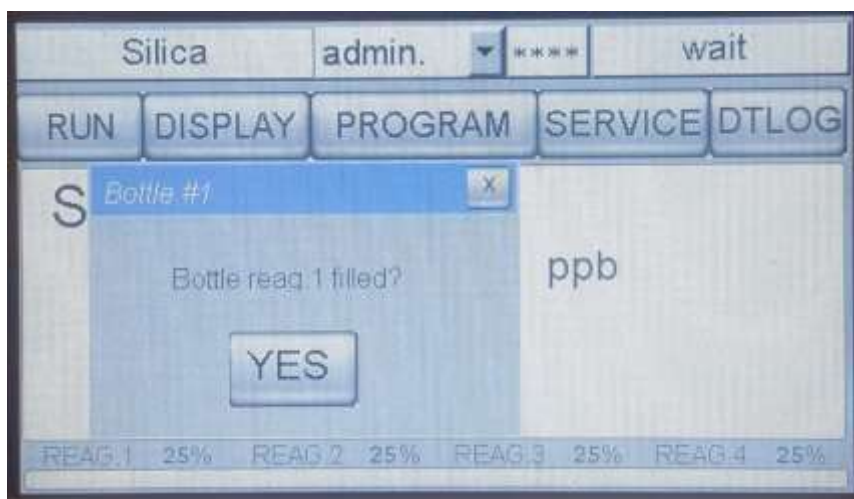 Silica admin. **** wait
RUN DISPLAY PROGRAM SERVICE DTLOG
Bottle #1 X
S
Bottle reag.1 filled?
ppb
YES
REAG.1 25% REAG.2 25% REAG.3 25% REAG.4 25%